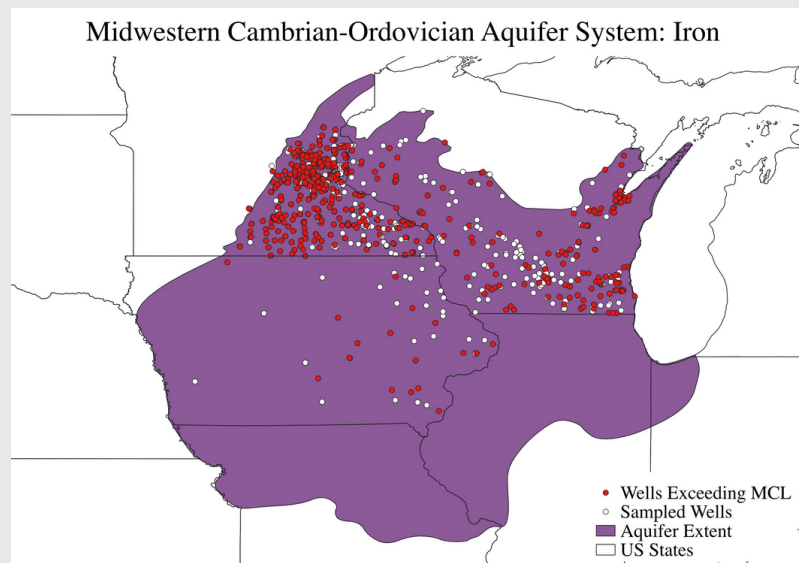 Midwestern Cambrian-Ordovician Aquifer System: Iron
Wells Exceeding MCL
Sampled Wells
Aquifer Extent
US States